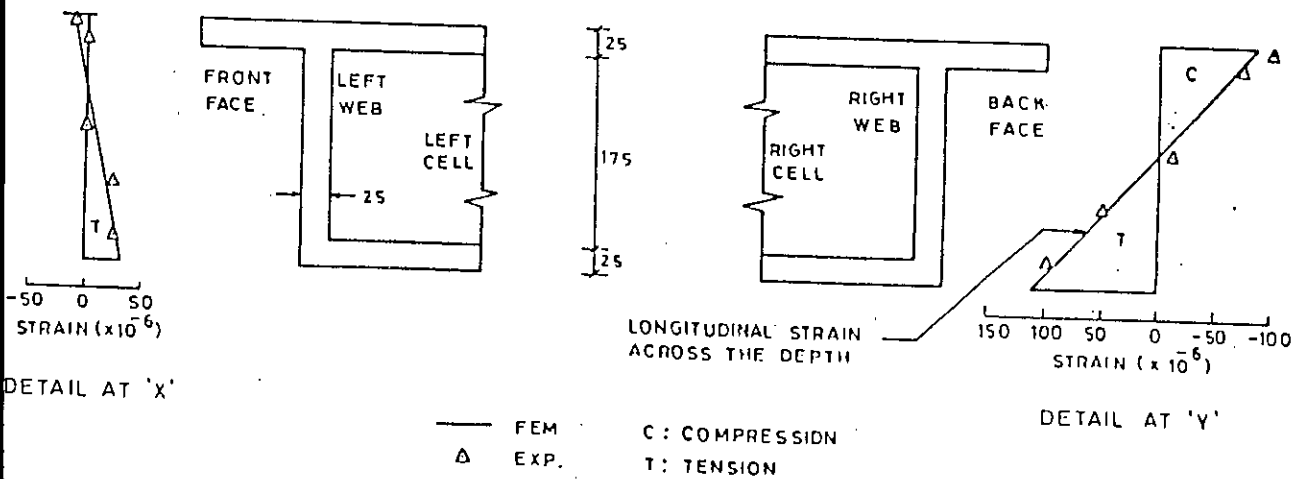 FRONT
FACE
LEFT
WEB
LEFT
CELL
25
T
-50 0 50
STRAIN (x10⁻⁶)
DETAIL AT 'X'
25
175
25
RIGHT
WEB
BACK
FACE
RIGHT
CELL
C
T
LONGITUDINAL STRAIN
ACROSS THE DEPTH
150 100 50 0 -50 -100
STRAIN (x 10⁻⁶)
DETAIL AT 'Y'
FEM
EXP.
C : COMPRESSION
T : TENSION